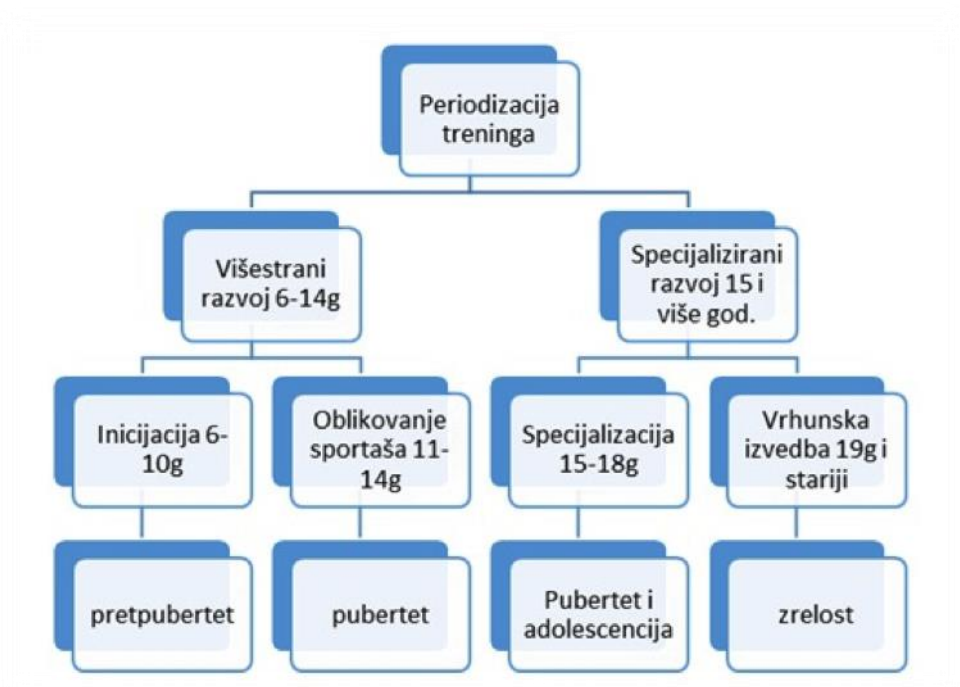 Periodizacija
treninga
Višestrani
razvoj 6-14g
Specijalizirani
razvoj 15 i
više god.
Inicijacija 6-
10g
Oblikovanje
sportaša 11-
14g
Specijalizacija
15-18g
Vrhunska
izvedba 19g i
stariji
pretpubertet
pubertet
Pubertet i
adolescencija
zrelost